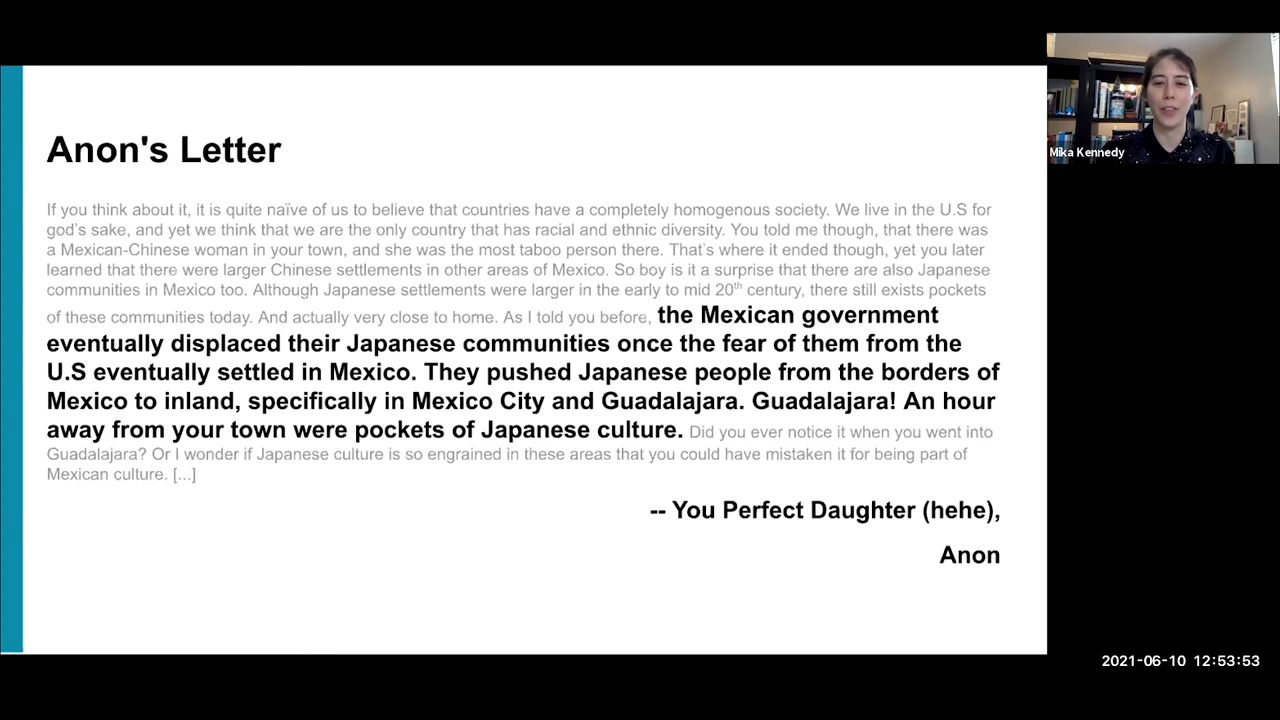 Anon's Letter
If you think about it, it is quite naïve of us to believe that countries have a completely homogenous society. We live in the U.S for
god's sake, and yet we think that we are the only country that has racial and ethnic diversity. You told me though, that there was
a Mexican-Chinese woman in your town, and she was the most taboo person there. That's where it ended though, yet you later
learned that there were larger Chinese settlements in other areas of Mexico. So boy is it a surprise that there are also Japanese
communities in Mexico too. Although Japanese settlements were larger in the early to mid 20th century, there still exists pockets
of these communities today. And actually very close to home. As I told you before, the Mexican government
eventually displaced their Japanese communities once the fear of them from the
U.S eventually settled in Mexico. They pushed Japanese people from the borders of
Mexico to inland, specifically in Mexico City and Guadalajara. Guadalajara! An hour
away from your town were pockets of Japanese culture. Did you ever notice it when you went into
Guadalajara? Or I wonder if Japanese culture is so engrained in these areas that you could have mistaken it for being part of
Mexican culture. [...]
-- You Perfect Daughter (hehe),
Anon
Mika Kennedy
2021-06-10 12:53:53